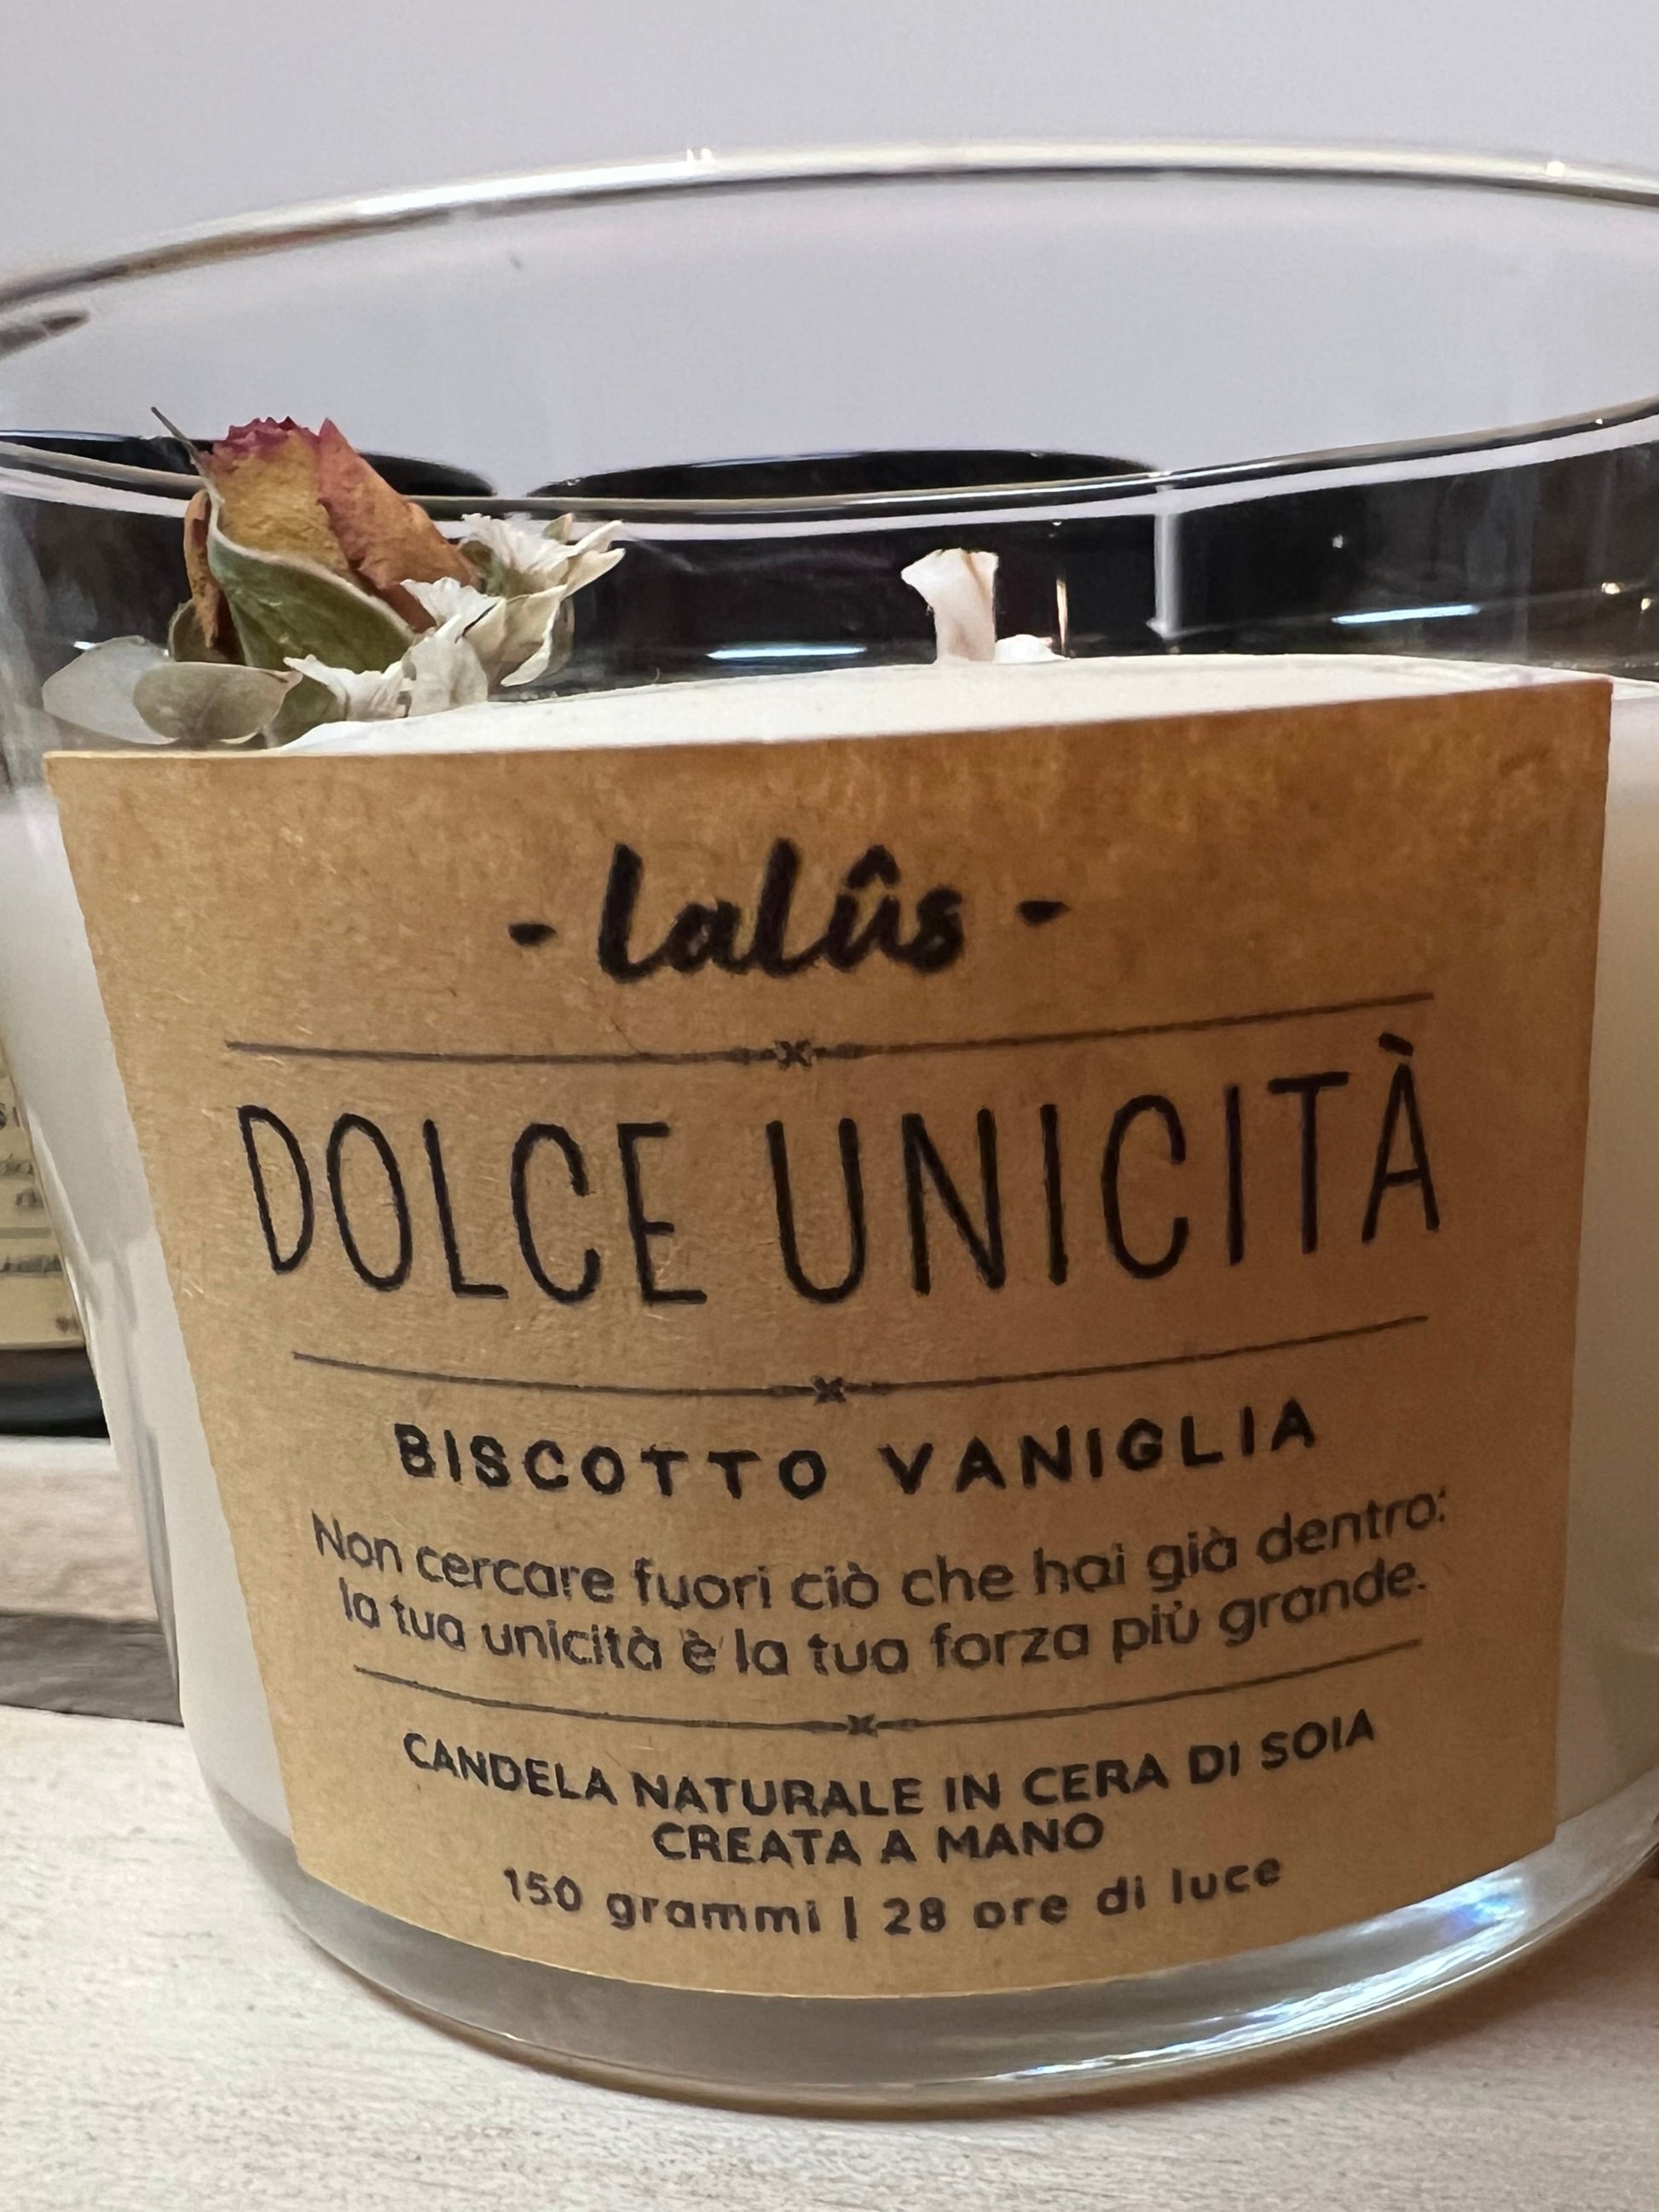 - lalûs -
DOLCE UNICITÀ
BISCOTTO VANIGLIA
Non cercare fuori ciò che hai già dentro:
la tua unicità è la tua forza più grande.
CANDELA NATURALE IN CERA DI SOIA
CREATA A MANO
150 grammi | 28 ore di luce